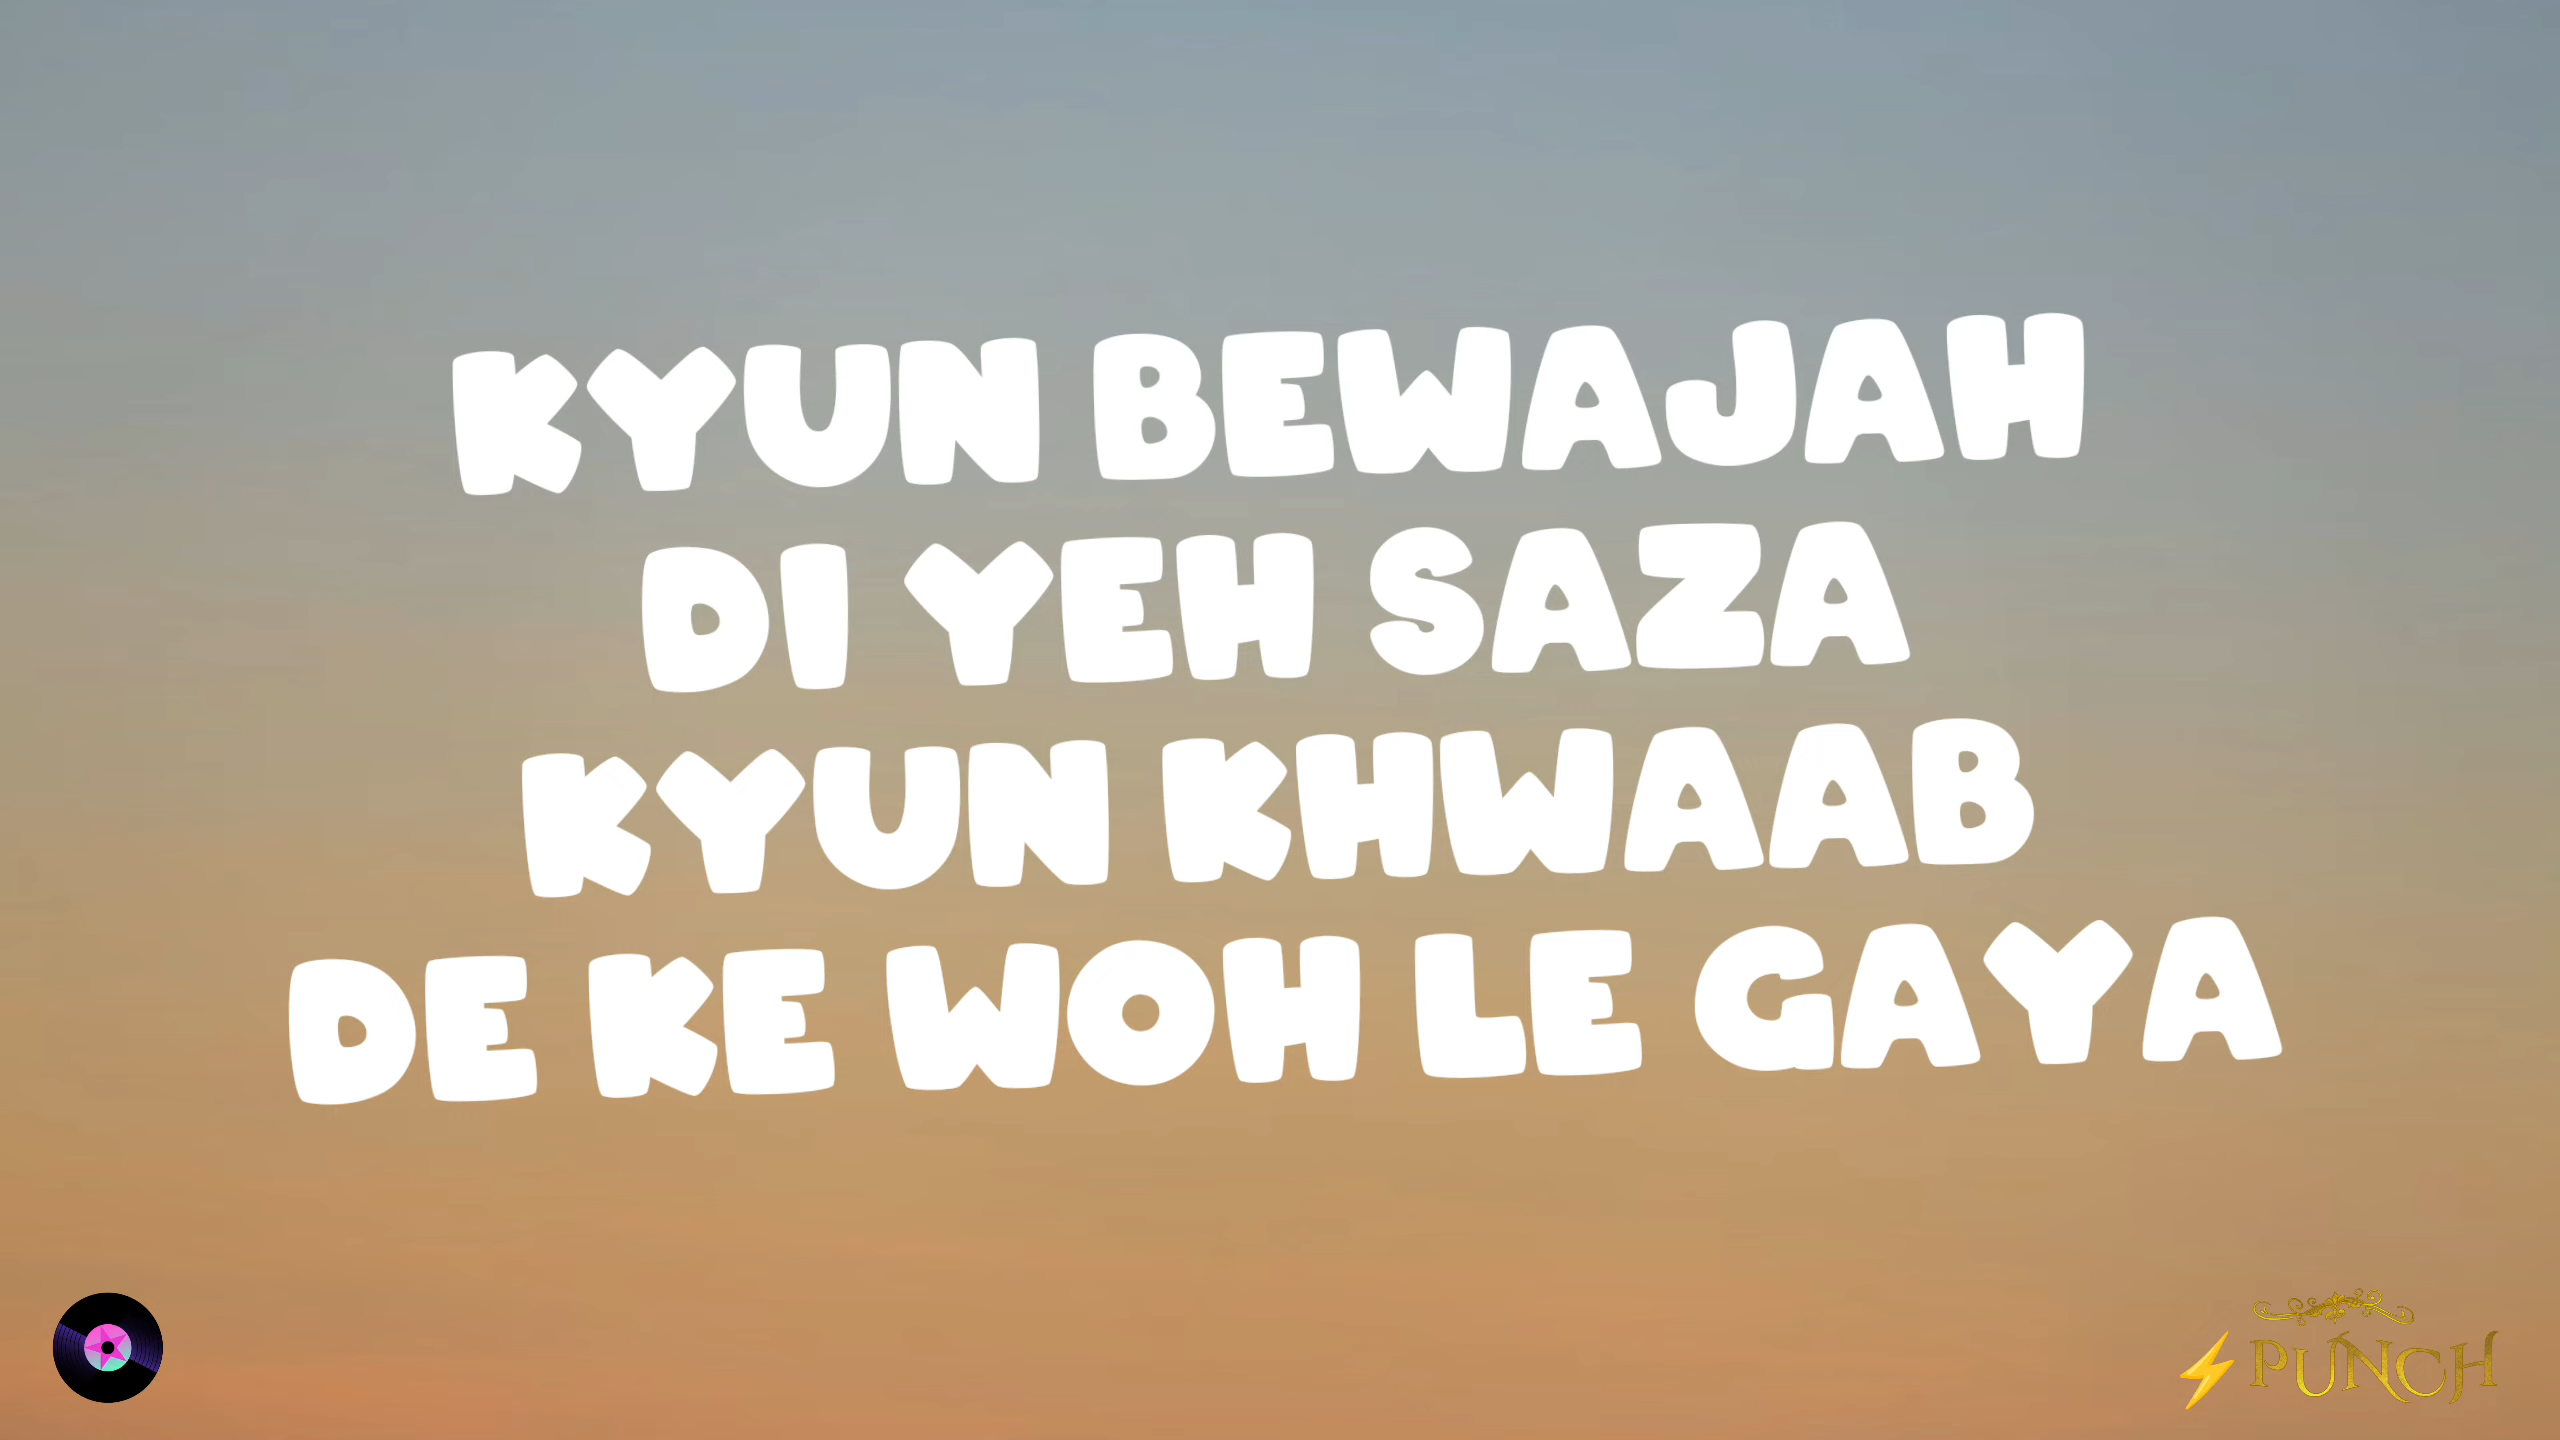 KYUN BEWAJAH
DI YEH SAZA
KYUN KHWAAB
DE KE WOH LE GAYA
⚡PUNCH